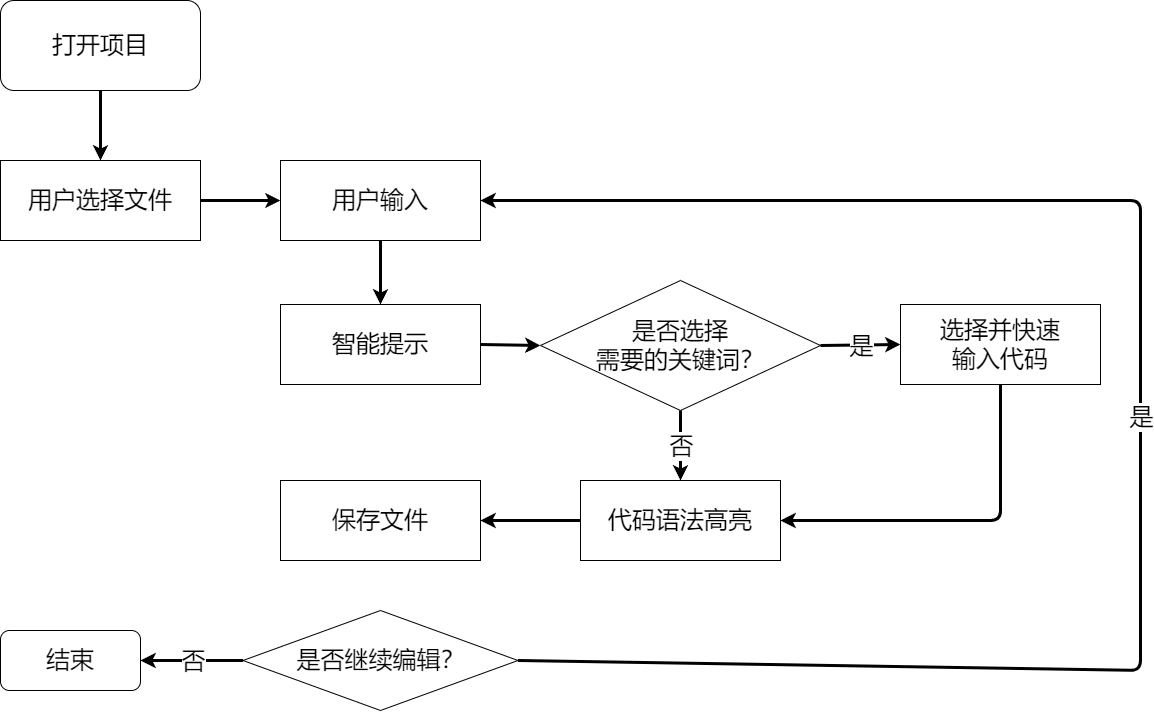 打开项目
用户选择文件
用户输入
智能提示
是否选择
需要的关键词?
是
选择并快速
输入代码
是
否
保存文件
代码语法高亮
结束
否
是否继续编辑?